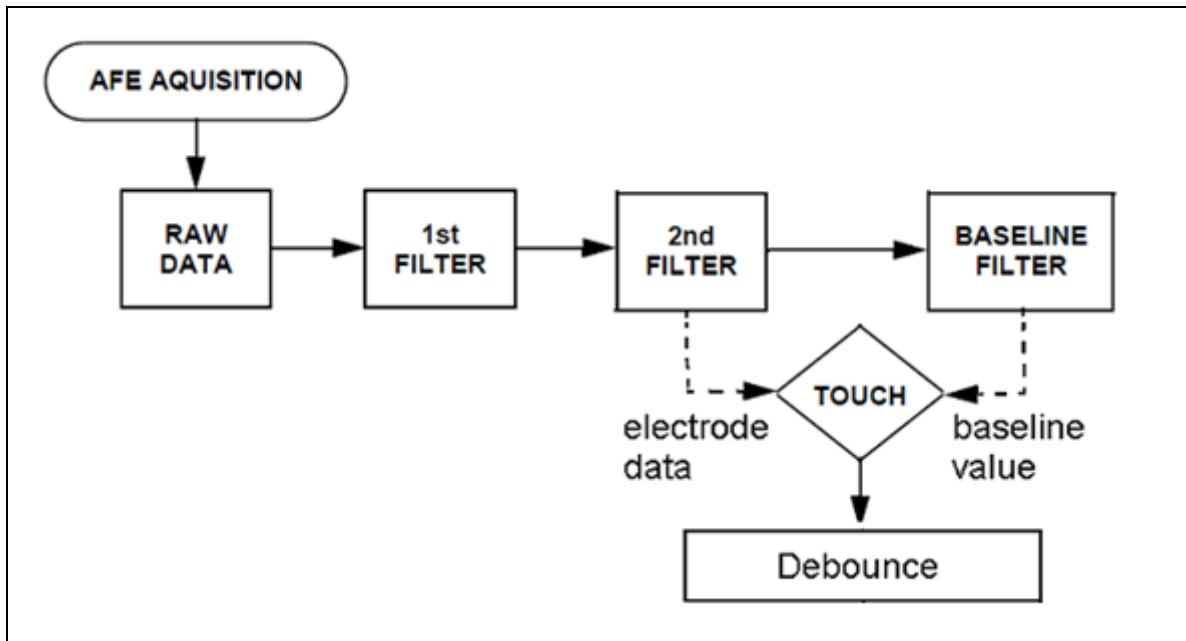 AFE AQUISITION
RAW
DATA
1st
FILTER
2nd
FILTER
BASELINE
FILTER
TOUCH
electrode
data
baseline
value
Debounce